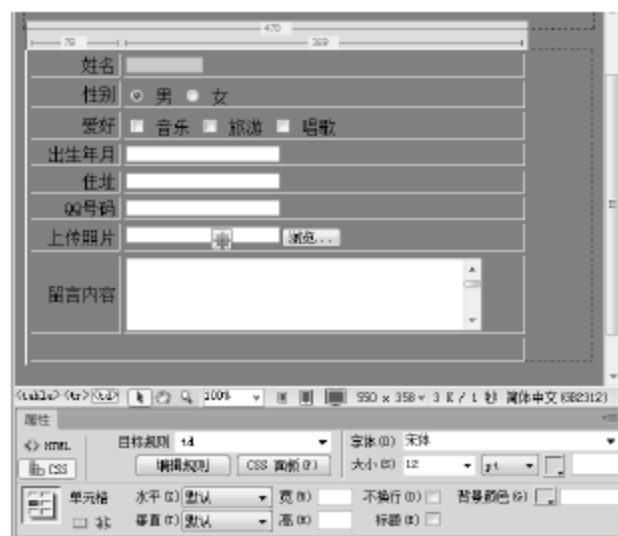 470
78 369
姓名
性别 男 女
爱好 音乐 旅游 唱歌
出生年月
住址
QQ号码
上传照片 浏览...
留言内容
<table><tr><td> 100% 550 x 358 3 K / 1 秒 简体中文(GB2312)
属性
<> HTML 目标规则 td 字体(O) 宋体
CSS 编辑规则 CSS 面板(P) 大小(S) 12 pt
单元格 水平(Z) 默认 宽(W) 不换行(O) 背景颜色(G)
垂直(T) 默认 高(H) 标题(E)